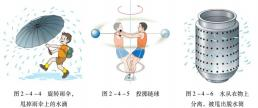 图2-4-4 旋转雨伞,
甩掉雨伞上的水滴
图2-4-5 投掷链球
图2-4-6 水从衣物上
分离,被甩出脱水斑